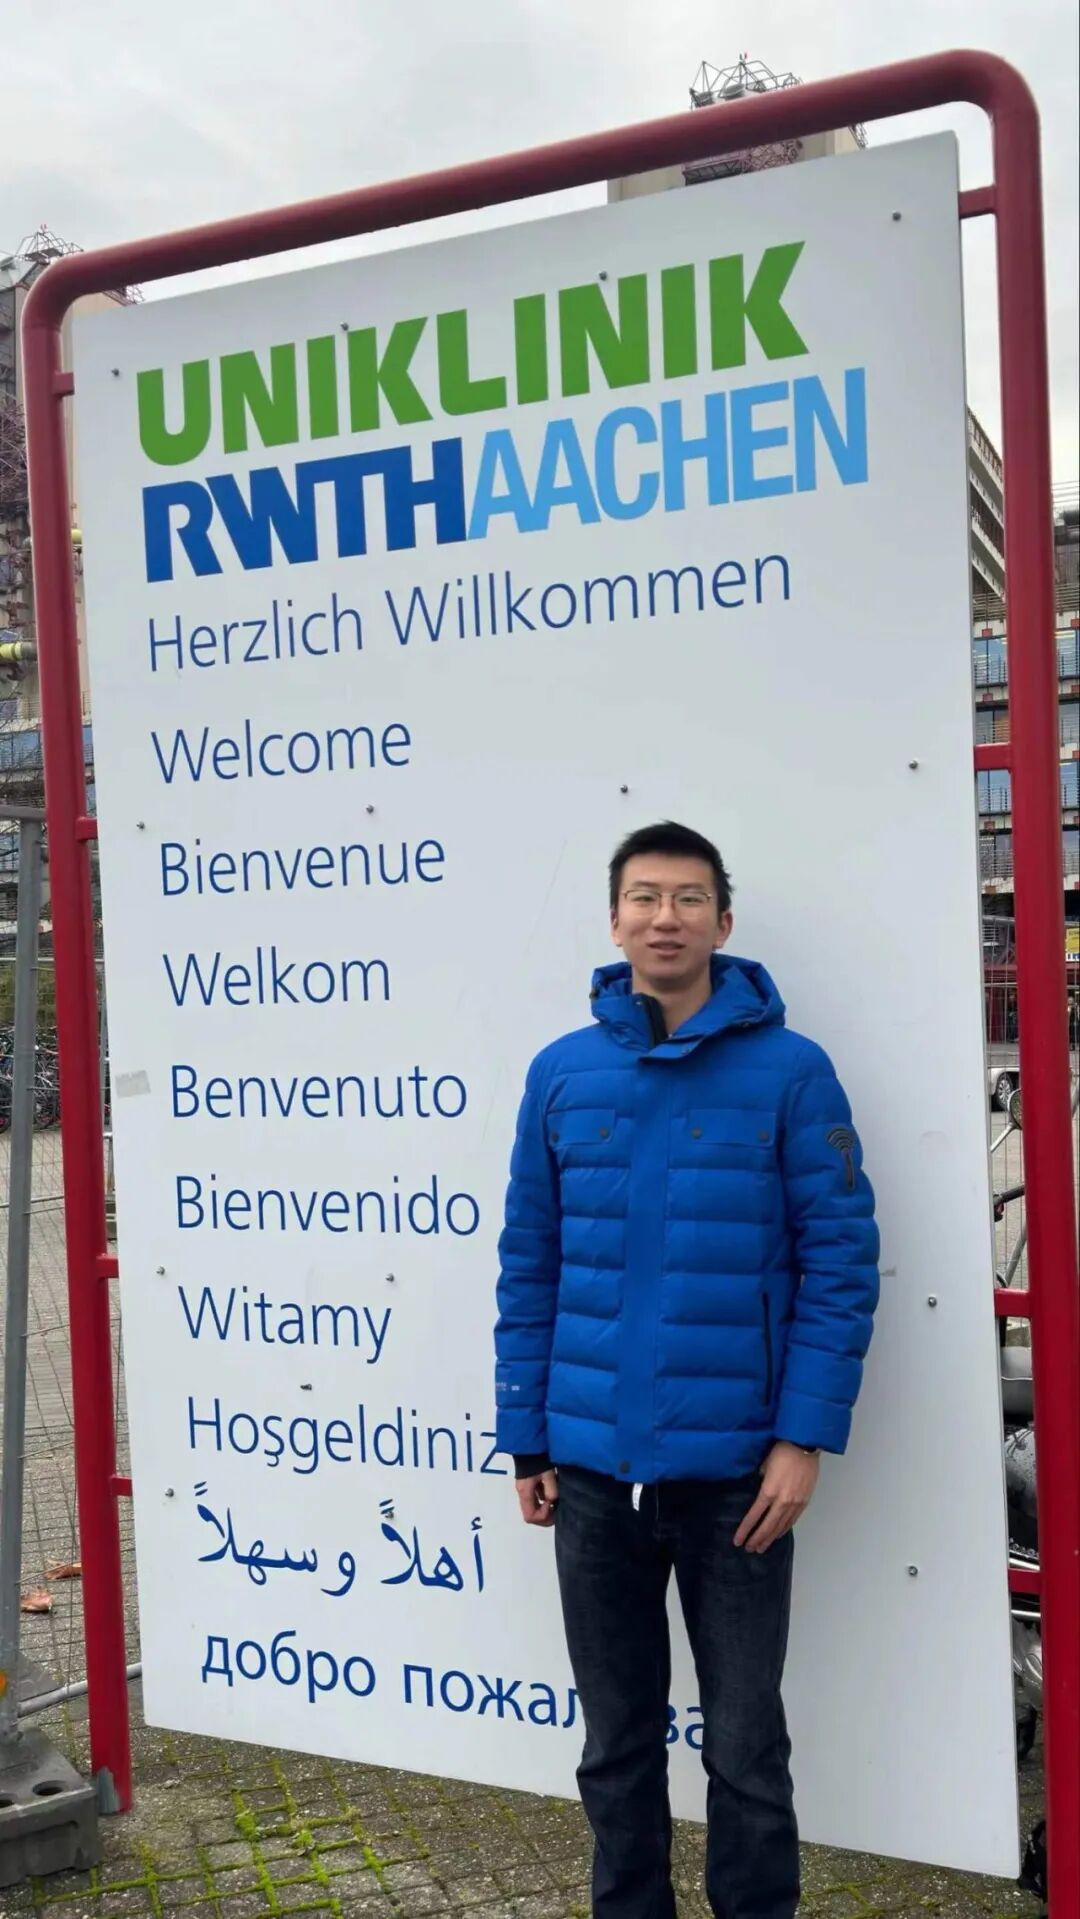 UNIKLINIK
RWTHAACHEN
Herzlich Willkommen
Welcome
Bienvenue
Welkom
Benvenuto
Bienvenido
Witamy
Hoşgeldiniz
أهلاً وسهلاً
добро